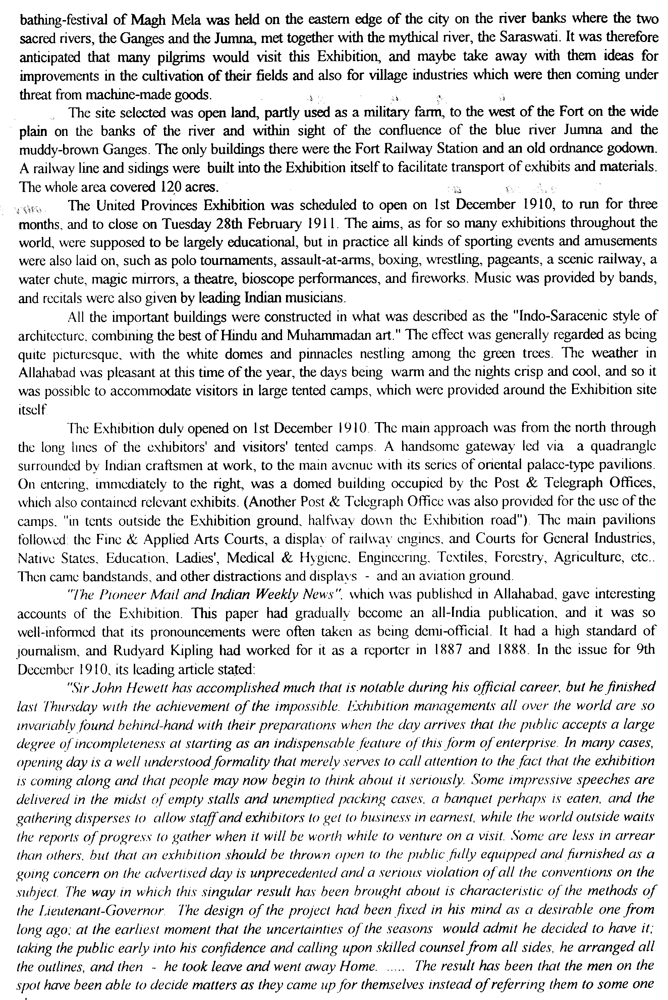 bathing-festival of Magh Mela was held on the eastern edge of the city on the river banks where the two
sacred rivers, the Ganges and the Jumna, met together with the mythical river, the Saraswati. It was therefore
anticipated that many pilgrims would visit this Exhibition, and maybe take away with them ideas for
improvements in the cultivation of their fields and also for village industries which were then coming under
threat from machine-made goods.
The site selected was open land, partly used as a military farm, to the west of the Fort on the wide
plain on the banks of the river and within sight of the confluence of the blue river Jumna and the
muddy-brown Ganges. The only buildings there were the Fort Railway Station and an old ordnance godown.
A railway line and sidings were built into the Exhibition itself to facilitate transport of exhibits and materials.
The whole area covered 120 acres.
The United Provinces Exhibition was scheduled to open on 1st December 1910, to run for three
months, and to close on Tuesday 28th February 1911. The aims, as for so many exhibitions throughout the
world, were supposed to be largely educational, but in practice all kinds of sporting events and amusements
were also laid on, such as polo tournaments, assault-at-arms, boxing, wrestling, pageants, a scenic railway, a
water chute, magic mirrors, a theatre, bioscope performances, and fireworks. Music was provided by bands,
and recitals were also given by leading Indian musicians.
All the important buildings were constructed in what was described as the "Indo-Saracenic style of
architecture, combining the best of Hindu and Muhammadan art." The effect was generally regarded as being
quite picturesque, with the white domes and pinnacles nestling among the green trees. The weather in
Allahabad was pleasant at this time of the year, the days being warm and the nights crisp and cool, and so it
was possible to accommodate visitors in large tented camps, which were provided around the Exhibition site
itself
The Exhibition duly opened on 1st December 1910. The main approach was from the north through
the long lines of the exhibitors' and visitors' tented camps. A handsome gateway led via a quadrangle
surrounded by Indian craftsmen at work, to the main avenue with its series of oriental palace-type pavilions.
On entering, immediately to the right, was a domed building occupied by the Post & Telegraph Offices,
which also contained relevant exhibits. (Another Post & Telegraph Office was also provided for the use of the
camps, "in tents outside the Exhibition ground, halfway down the Exhibition road"). The main pavilions
followed: the Fine & Applied Arts Courts, a display of railway engines, and Courts for General Industries,
Native States, Education, Ladies', Medical & Hygiene, Engineering, Textiles, Forestry, Agriculture, etc..
Then came bandstands, and other distractions and displays - and an aviation ground.
"The Pioneer Mail and Indian Weekly News", which was published in Allahabad, gave interesting
accounts of the Exhibition. This paper had gradually become an all-India publication, and it was so
well-informed that its pronouncements were often taken as being demi-official. It had a high standard of
journalism, and Rudyard Kipling had worked for it as a reporter in 1887 and 1888. In the issue for 9th
December 1910, its leading article stated:
"Sir John Hewett has accomplished much that is notable during his official career, but he finished
last Thursday with the achievement of the impossible. Exhibition managements all over the world are so
invariably found behind-hand with their preparations when the day arrives that the public accepts a large
degree of incompleteness at starting as an indispensable feature of this form of enterprise. In many cases,
opening day is a well understood formality that merely serves to call attention to the fact that the exhibition
is coming along and that people may now begin to think about it seriously. Some impressive speeches are
delivered in the midst of empty stalls and unemptied packing cases, a banquet perhaps is eaten, and the
gathering disperses to allow staff and exhibitors to get to business in earnest, while the world outside waits
the reports of progress to gather when it will be worth while to venture on a visit. Some are less in arrear
than others, but that an exhibition should be thrown open to the public fully equipped and furnished as a
going concern on the advertised day is unprecedented and a serious violation of all the conventions on the
subject. The way in which this singular result has been brought about is characteristic of the methods of
the Lieutenant-Governor. The design of the project had been fixed in his mind as a desirable one from
long ago; at the earliest moment that the uncertainties of the seasons would admit he decided to have it;
taking the public early into his confidence and calling upon skilled counsel from all sides, he arranged all
the outlines, and then - he took leave and went away Home. ..... The result has been that the men on the
spot have been able to decide matters as they came up for themselves instead of referring them to some one